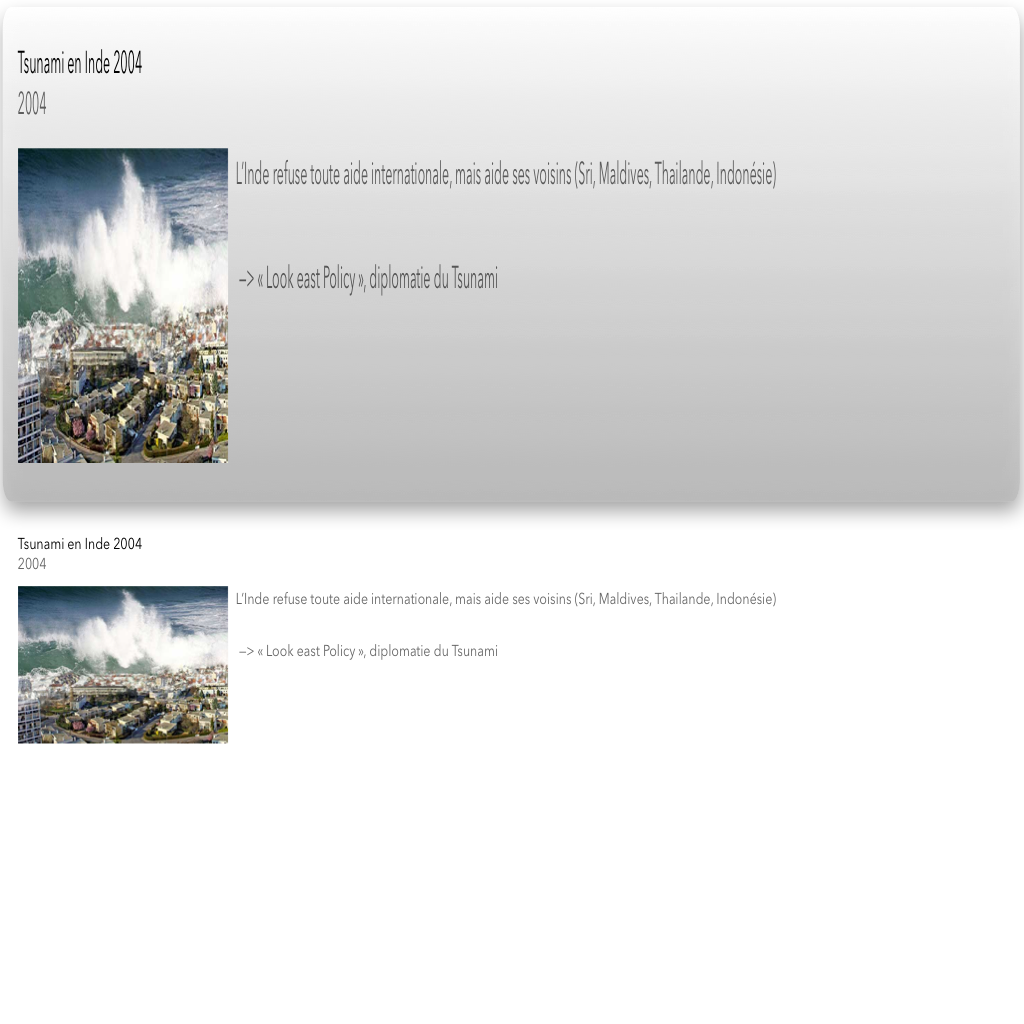 Tsunami en Inde 2004
2004
L’Inde refuse toute aide internationale, mais aide ses voisins (Sri, Maldives, Thailande, Indonésie)
–> « Look east Policy », diplomatie du Tsunami
Tsunami en Inde 2004
2004
L’Inde refuse toute aide internationale, mais aide ses voisins (Sri, Maldives, Thailande, Indonésie)
–> « Look east Policy », diplomatie du Tsunami